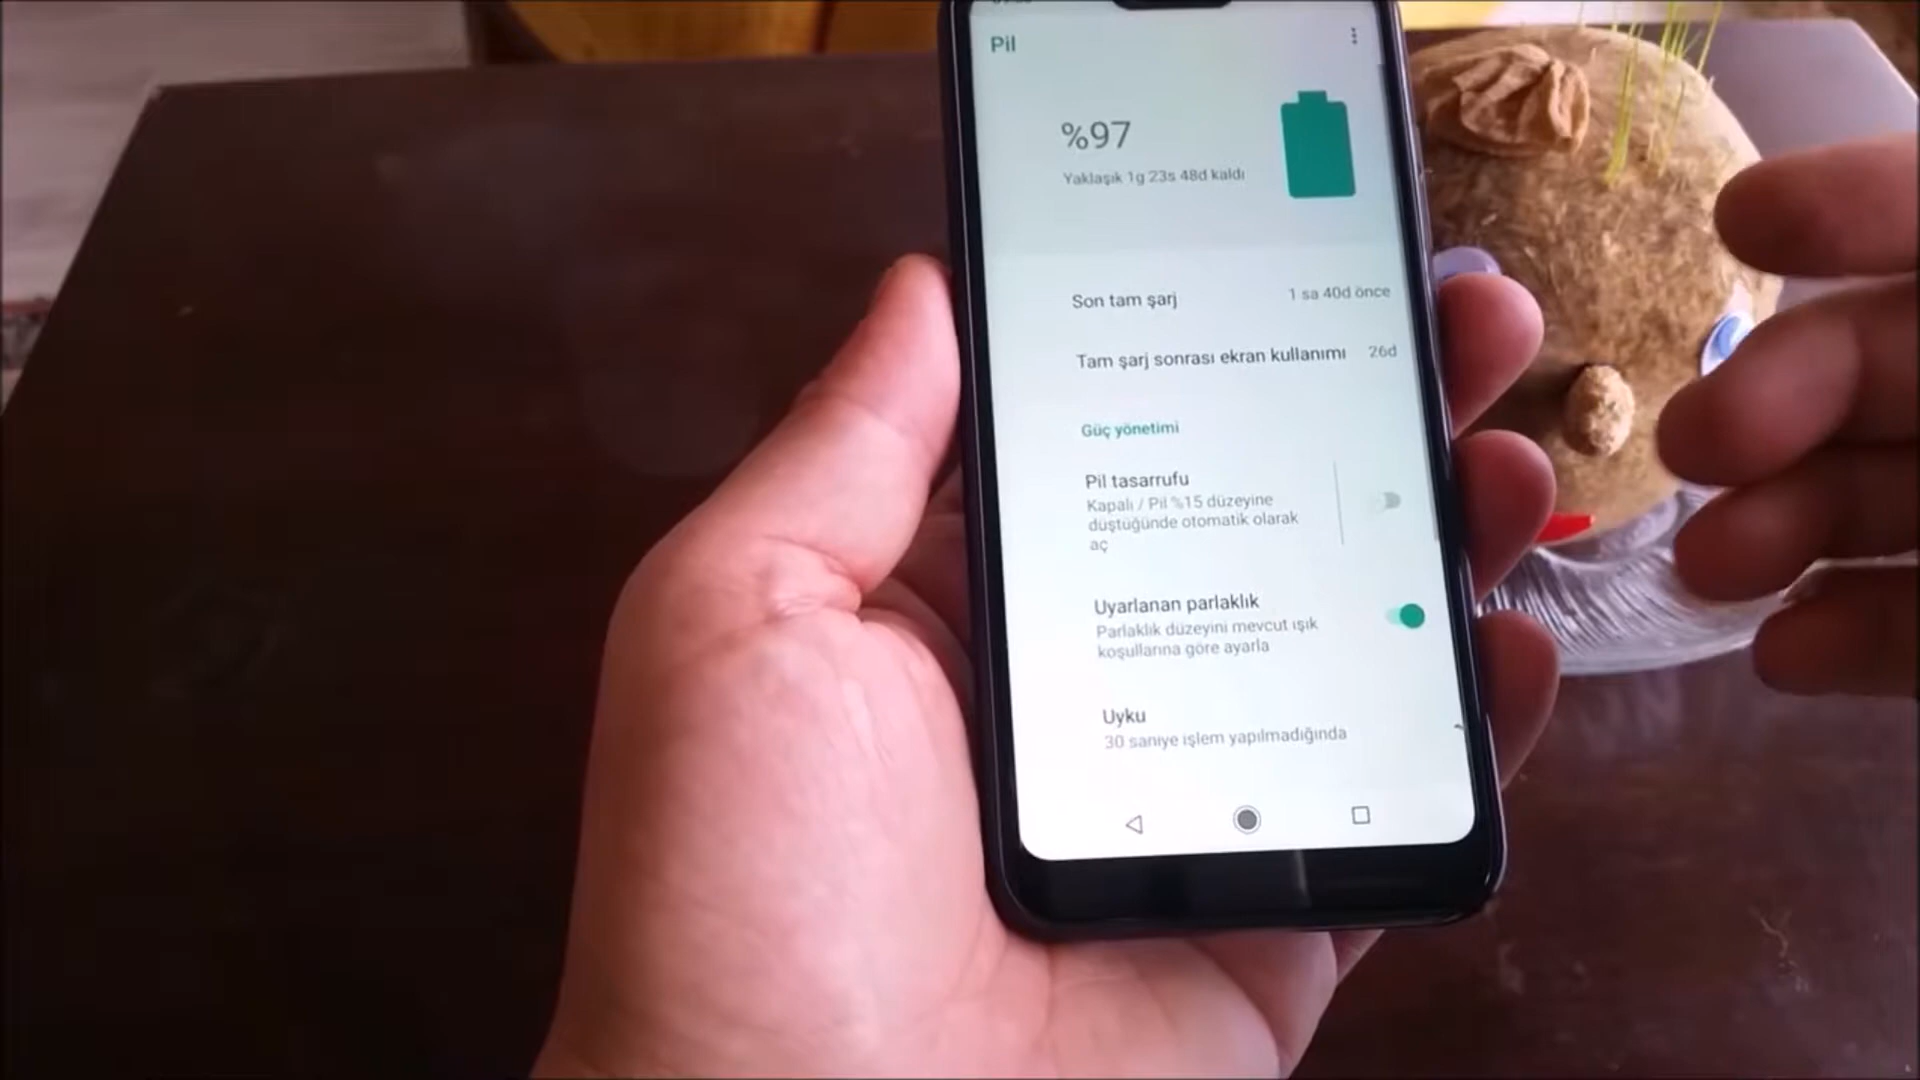 Pil
%97
Yaklaşık 1g 23s 48d kaldı
Son tam şarj 1 sa 40d önce
Tam şarj sonrası ekran kullanımı 26d
Güç yönetimi
Pil tasarrufu
Kapalı / Pil %15 düzeyine
düştüğünde otomatik olarak
aç
Uyarlanan parlaklık
Parlaklık düzeyini mevcut ışık
koşullarına göre ayarla
Uyku
30 saniye işlem yapılmadığında